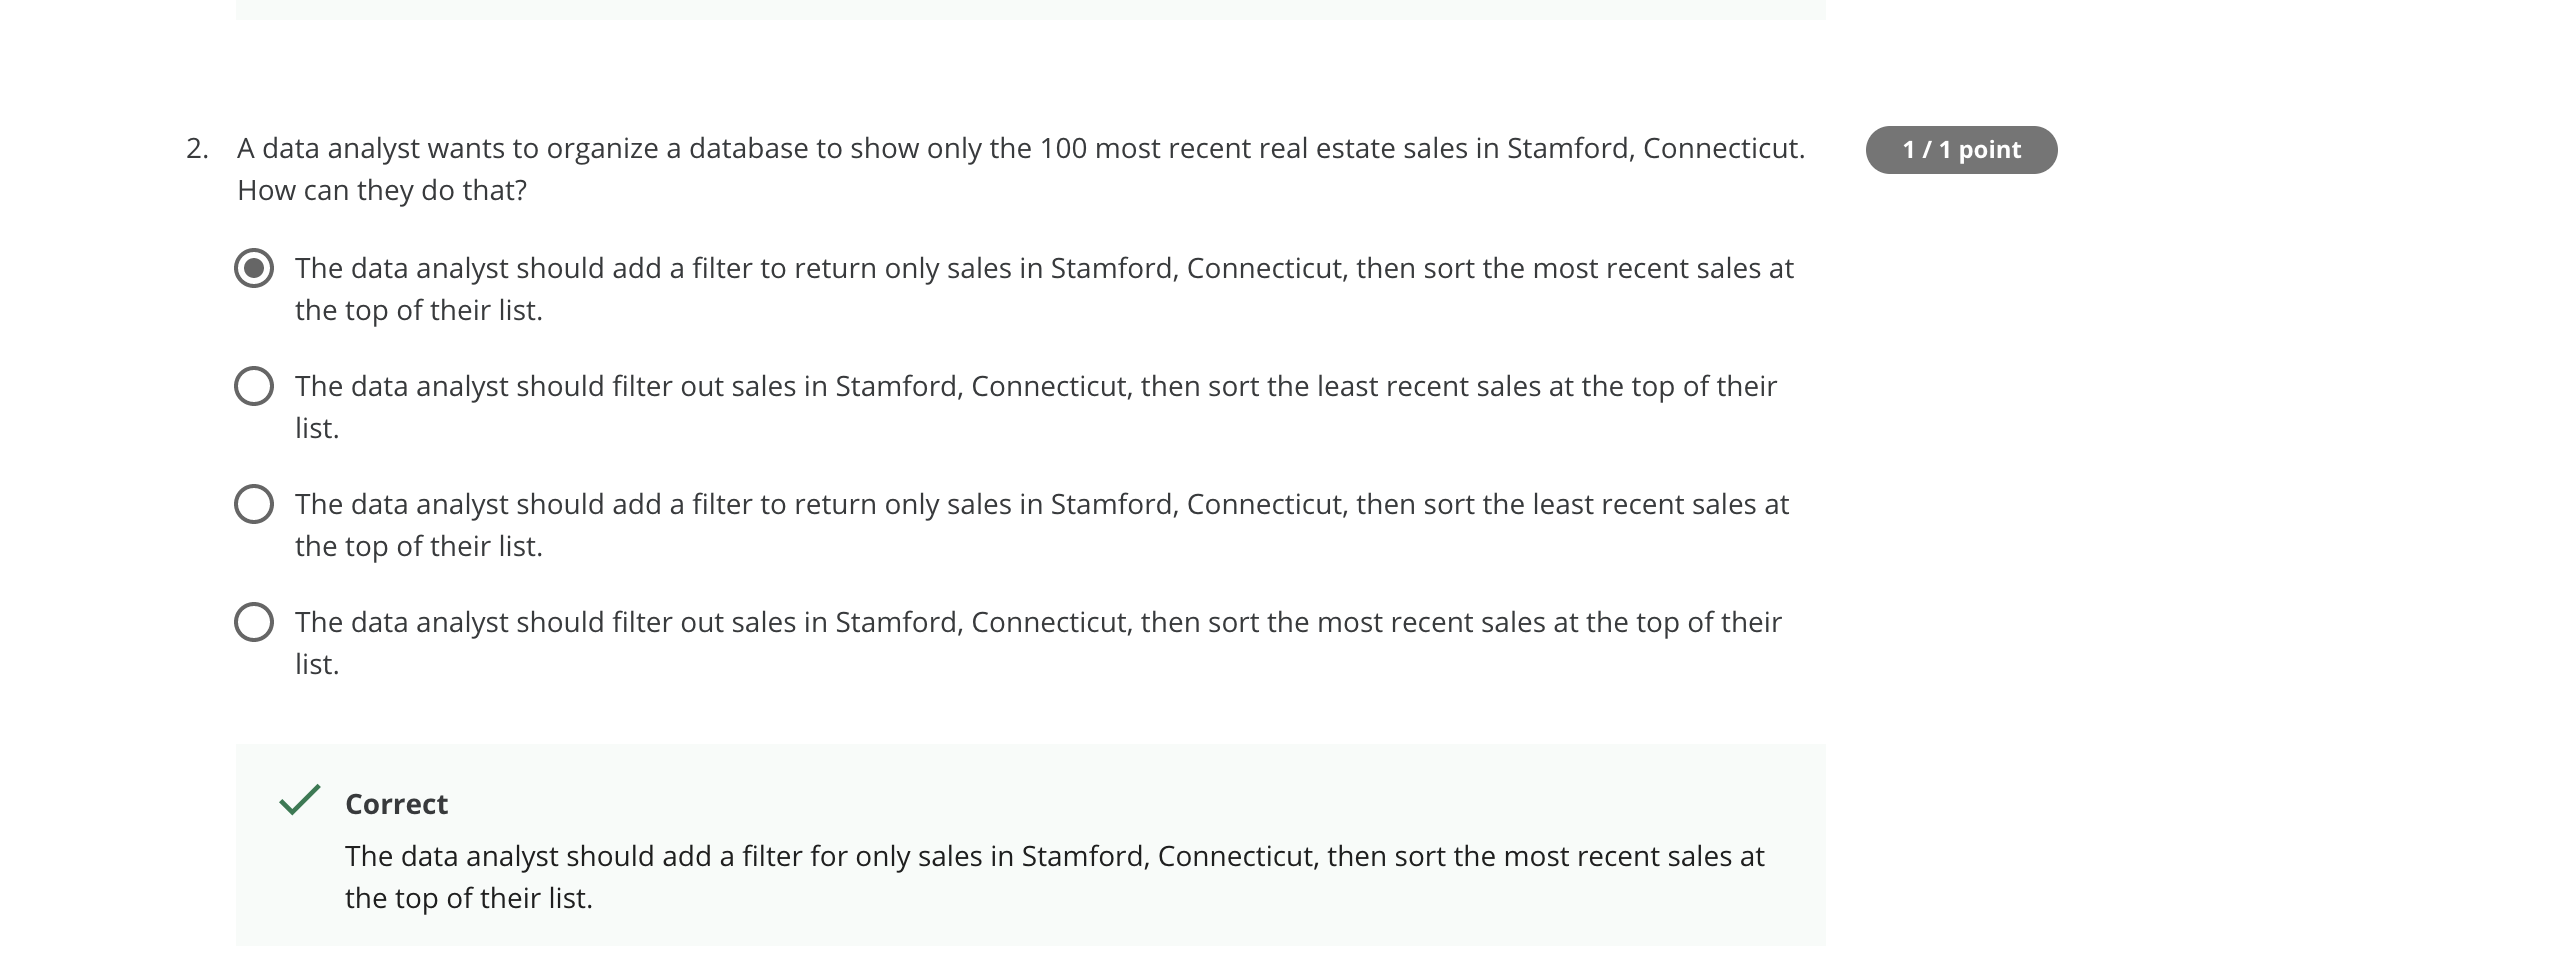 2. A data analyst wants to organize a database to show only the 100 most recent real estate sales in Stamford, Connecticut.
How can they do that?
1 / 1 point
The data analyst should add a filter to return only sales in Stamford, Connecticut, then sort the most recent sales at
the top of their list.
The data analyst should filter out sales in Stamford, Connecticut, then sort the least recent sales at the top of their
list.
The data analyst should add a filter to return only sales in Stamford, Connecticut, then sort the least recent sales at
the top of their list.
The data analyst should filter out sales in Stamford, Connecticut, then sort the most recent sales at the top of their
list.
Correct
The data analyst should add a filter for only sales in Stamford, Connecticut, then sort the most recent sales at
the top of their list.